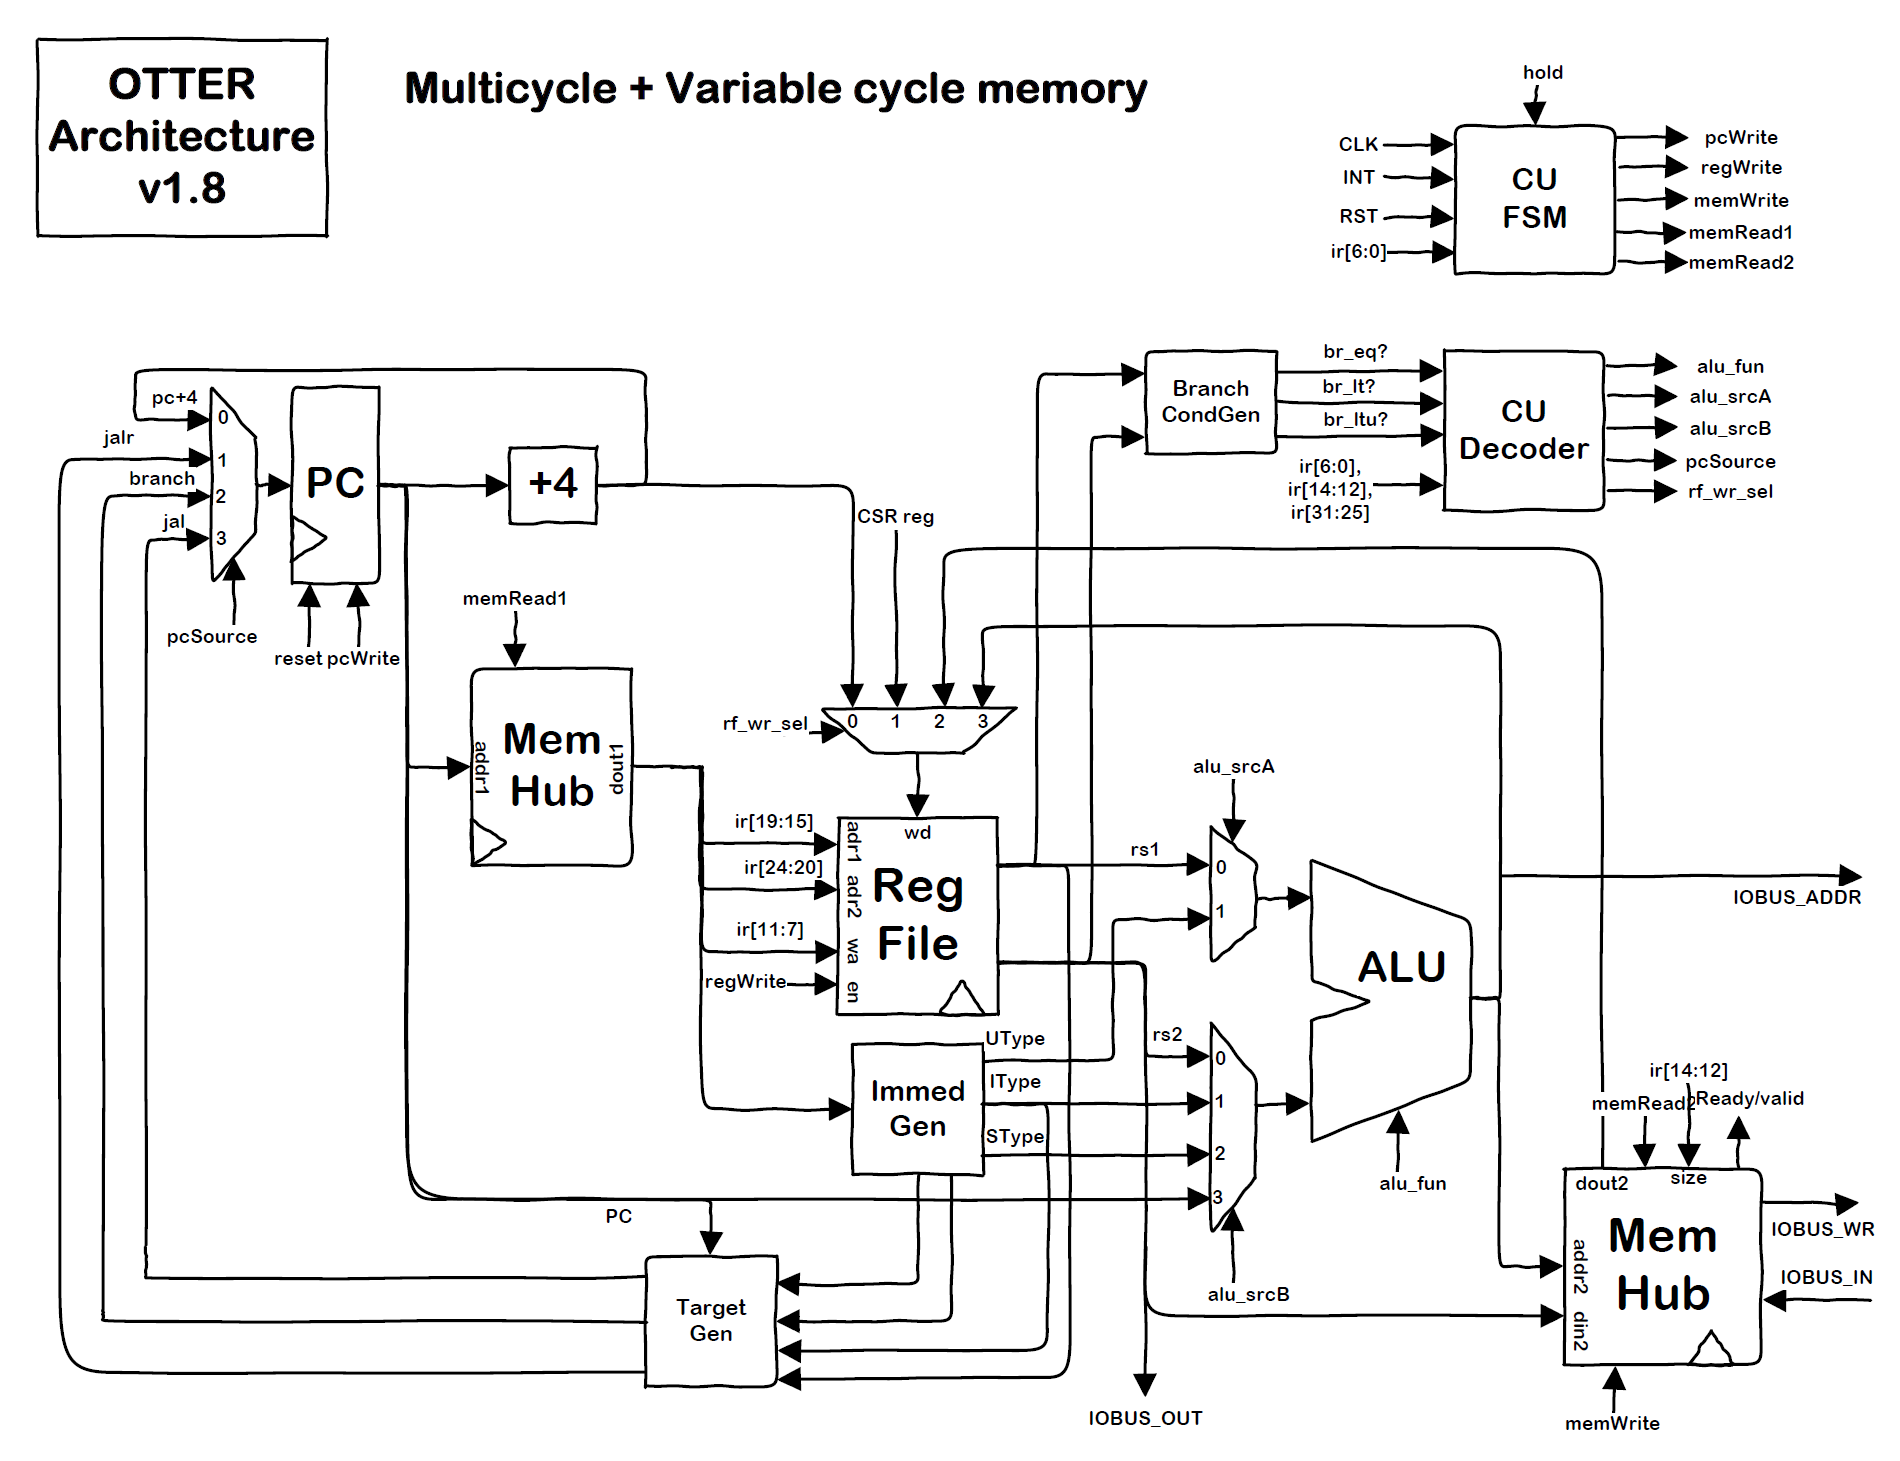 OTTER
Architecture
v1.8
Multicycle + Variable cycle memory
hold
CLK
INT
RST
ir[6:0]
CU
FSM
pcWrite
regWrite
memWrite
memRead1
memRead2
br_eq?
br_lt?
br_ltu?
Branch
CondGen
CU
Decoder
ir[6:0],
ir[14:12],
ir[31:25]
alu_fun
alu_srcA
alu_srcB
pcSource
rf_wr_sel
pc+4
jalr
branch
jal
0
1
2
3
PC
+4
pcSource
reset
pcWrite
CSR reg
memRead1
Mem
Hub
addr1
dout1
rf_wr_sel
0
1
2
3
ir[19:15]
ir[24:20]
ir[11:7]
regWrite
wd
adr1
adr2
wa
en
Reg
File
rs1
alu_srcA
0
1
ALU
IOBUS_ADDR
UType
IType
SType
Immed
Gen
rs2
0
1
2
3
alu_srcB
alu_fun
PC
Target
Gen
IOBUS_OUT
ir[14:12]
memRead2
Ready/valid
dout2
size
Mem
Hub
addr2
din2
IOBUS_WR
IOBUS_IN
memWrite